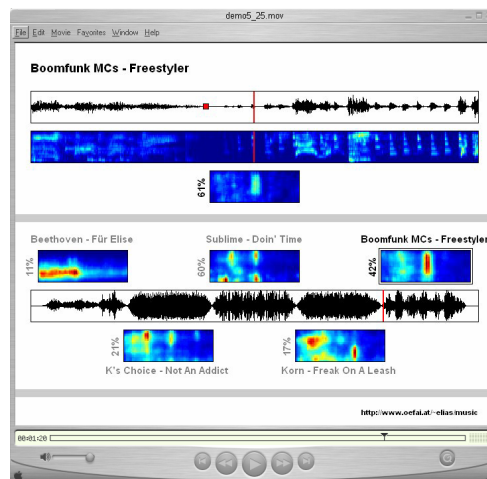 demo5_25.mov
File Edit Movie Favorites Window Help
Boomfunk MCs - Freestyler
61%
Beethoven - Für Elise
Sublime - Doin' Time
Boomfunk MCs - Freestyler
11%
60%
42%
21%
17%
K's Choice - Not An Addict
Korn - Freak On A Leash
http://www.oefai.at/~elias/music
00:01:20